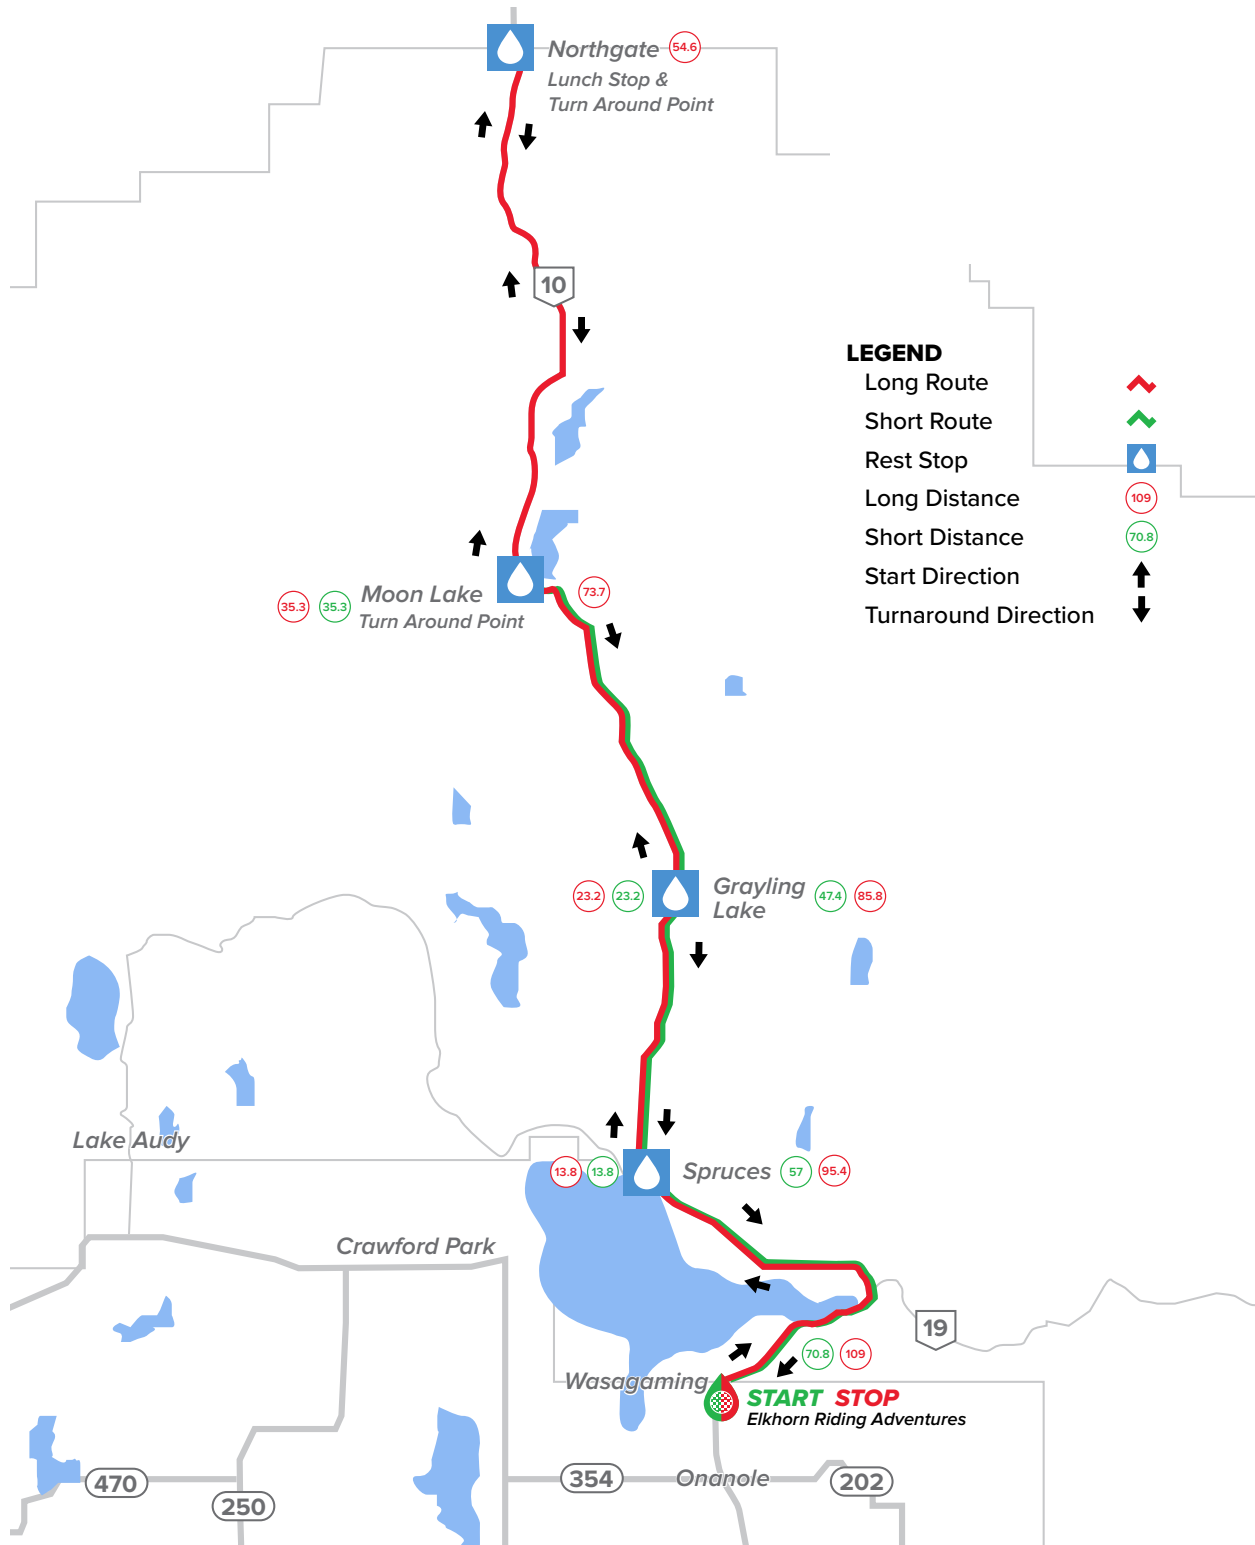 Northgate 54.6
Lunch Stop &
Turn Around Point
10
LEGEND
Long Route
Short Route
Rest Stop
Long Distance 109
Short Distance 70.8
Start Direction
Turnaround Direction
35.3 35.3 Moon Lake 73.7
Turn Around Point
23.2 23.2 Grayling
Lake 47.4 85.8
Lake Audy
13.8 13.8 Spruces 57 95.4
Crawford Park
19
70.8 109
Wasagaming
START STOP
Elkhorn Riding Adventures
470
250
354
Onanole
202